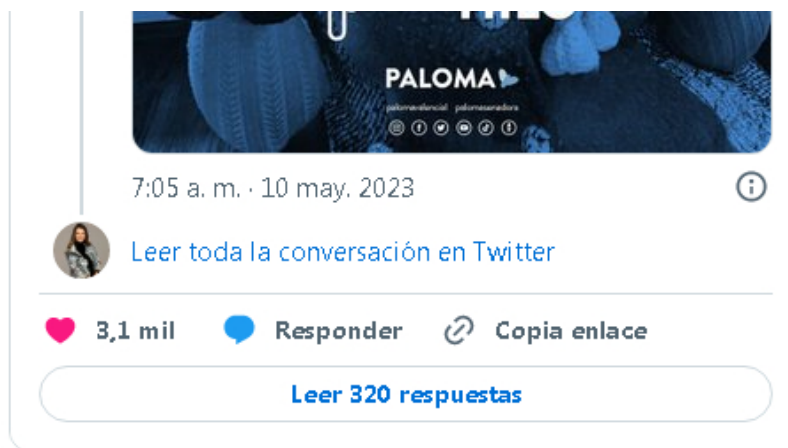 PALOMA
7:05 a. m. · 10 may. 2023
Leer toda la conversación en Twitter
3,1 mil Responder Copia enlace
Leer 320 respuestas